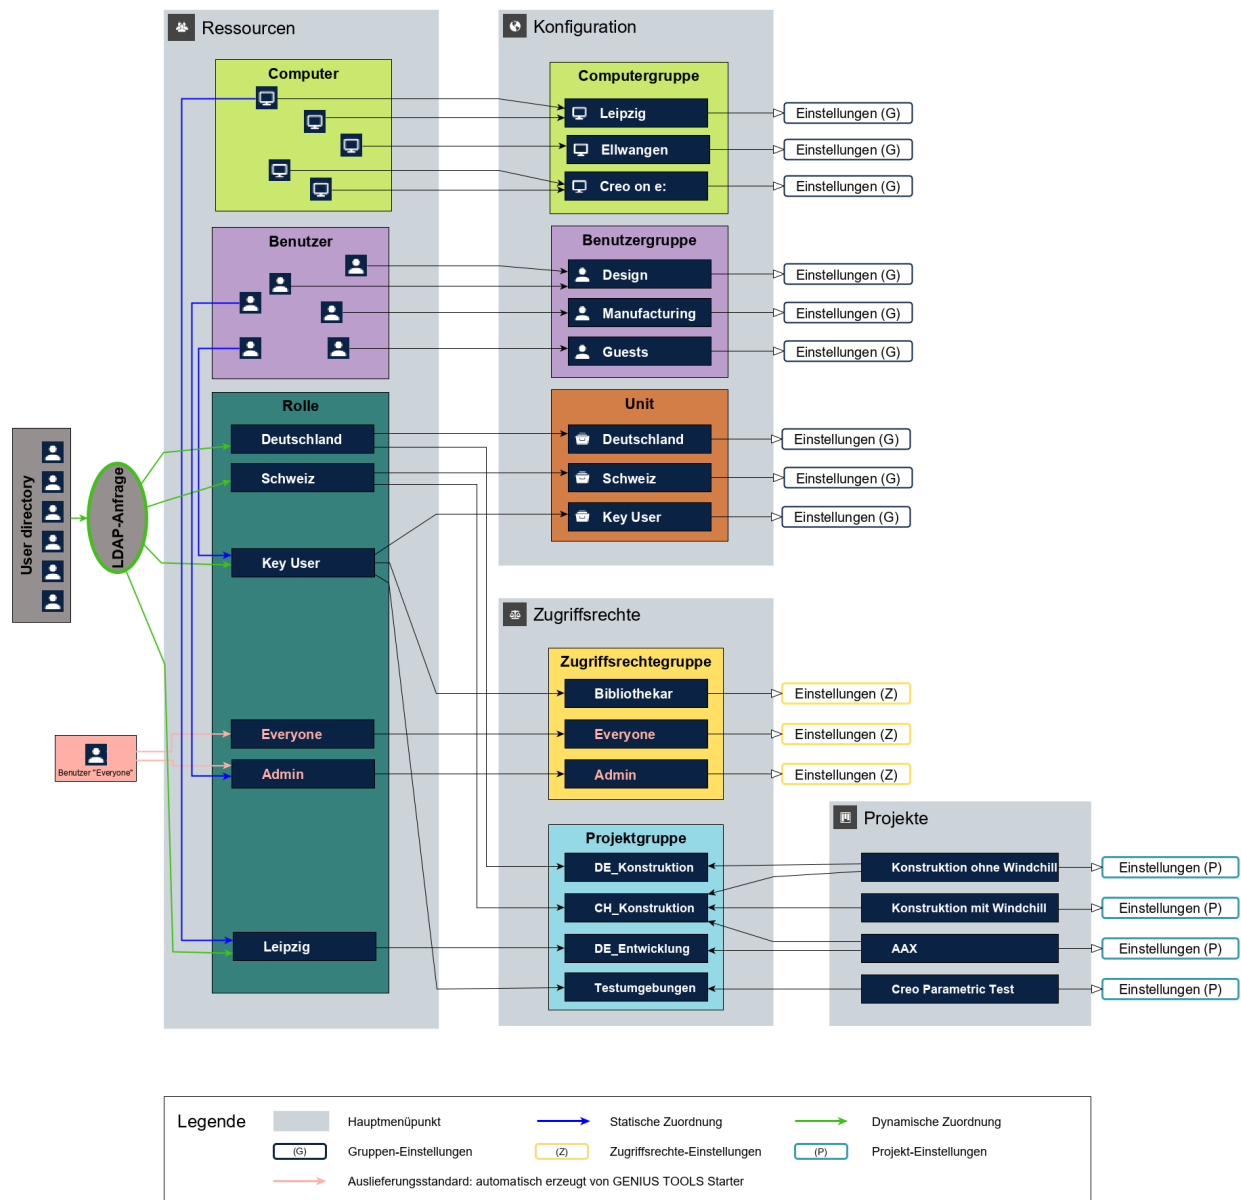 Ressourcen
Computer
Benutzer
Rolle
Deutschland
Schweiz
Key User
Everyone
Admin
Leipzig
User directory
LDAP-Anfrage
Benutzer "Everyone"
Konfiguration
Computergruppe
Leipzig
Einstellungen (G)
Ellwangen
Einstellungen (G)
Creo on e:
Einstellungen (G)
Benutzergruppe
Design
Einstellungen (G)
Manufacturing
Einstellungen (G)
Guests
Einstellungen (G)
Unit
Deutschland
Einstellungen (G)
Schweiz
Einstellungen (G)
Key User
Einstellungen (G)
Zugriffsrechte
Zugriffsrechtegruppe
Bibliothekar
Einstellungen (Z)
Everyone
Einstellungen (Z)
Admin
Einstellungen (Z)
Projektgruppe
DE_Konstruktion
CH_Konstruktion
DE_Entwicklung
Testumgebungen
Projekte
Konstruktion ohne Windchill
Einstellungen (P)
Konstruktion mit Windchill
Einstellungen (P)
AAX
Einstellungen (P)
Creo Parametric Test
Einstellungen (P)
Legende
Hauptmenüpunkt
Statische Zuordnung
Dynamische Zuordnung
(G)
Gruppen-Einstellungen
(Z)
Zugriffsrechte-Einstellungen
(P)
Projekt-Einstellungen
Auslieferungsstandard: automatisch erzeugt von GENIUS TOOLS Starter